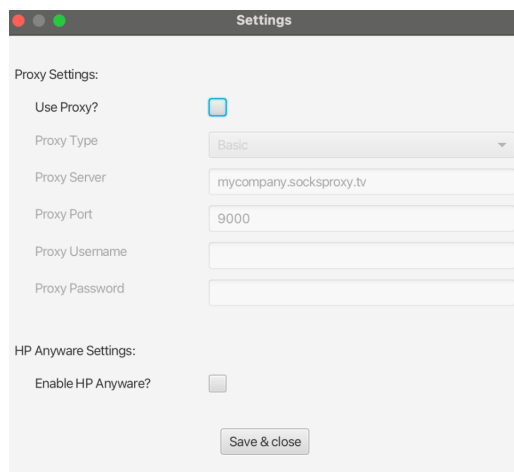 Settings
Proxy Settings:
Use Proxy?
Proxy Type Basic
Proxy Server mycompany.socksproxy.tv
Proxy Port 9000
Proxy Username
Proxy Password
HP Anyware Settings:
Enable HP Anyware?
Save & close